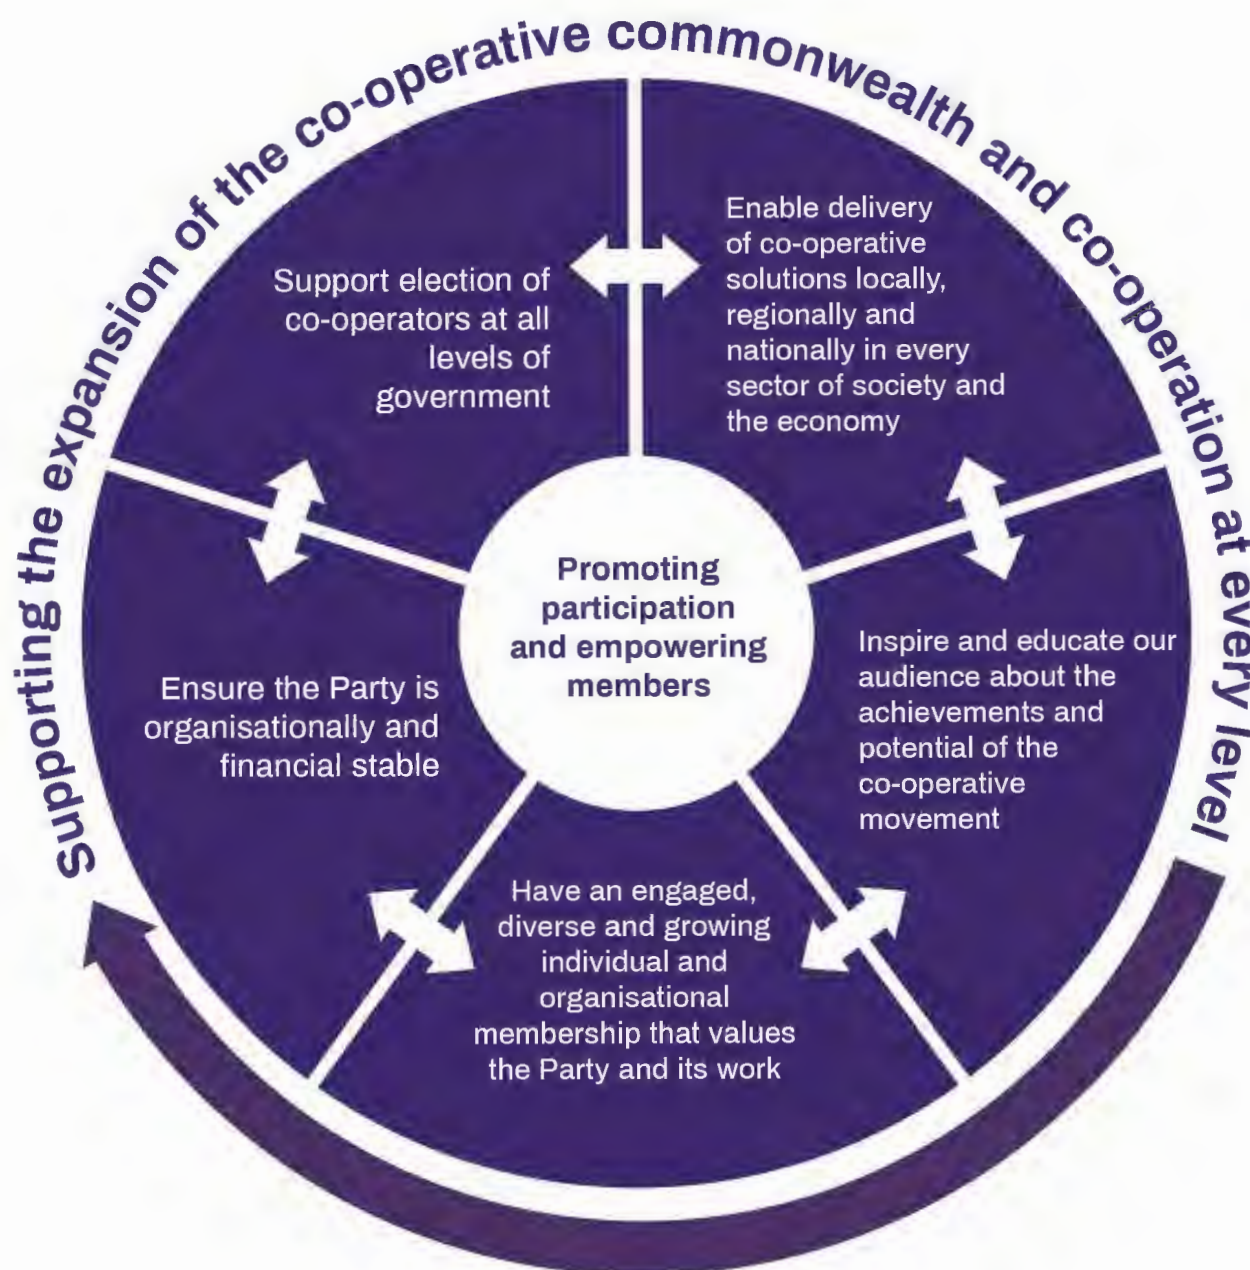 Supporting the expansion of the co-operative commonwealth and co-operation at every level
Support election of
co-operators at all
levels of
government
Enable delivery
of co-operative
solutions locally,
regionally and
nationally in every
sector of society and
the economy
Promoting
participation
and empowering
members
Ensure the Party is
organisationally and
financial stable
Inspire and educate our
audience about the
achievements and
potential of the
co-operative
movement
Have an engaged,
diverse and growing
individual and
organisational
membership that values
the Party and its work